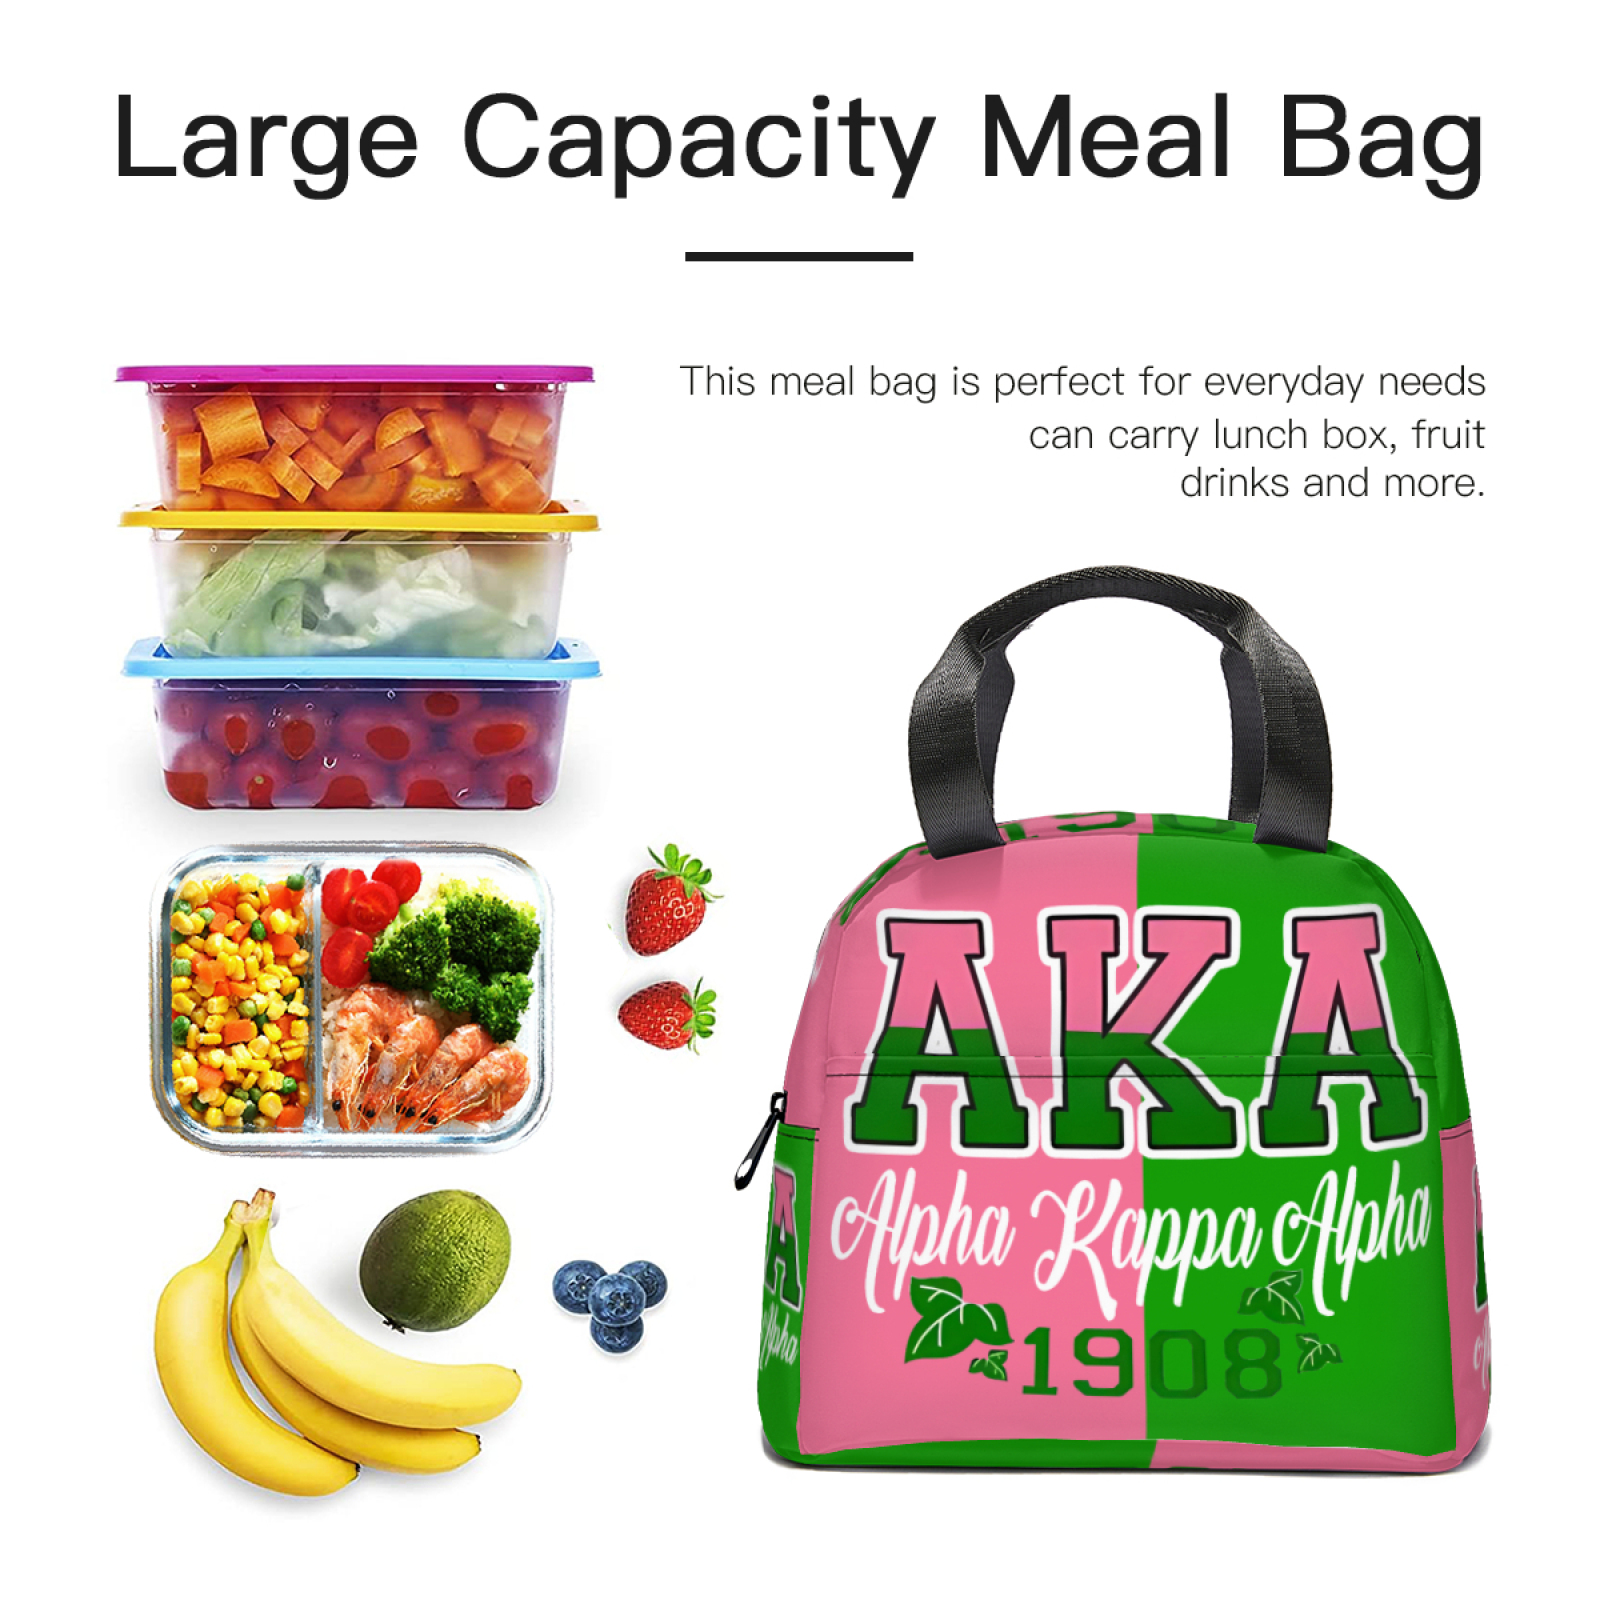 Large Capacity Meal Bag
This meal bag is perfect for everyday needs
can carry lunch box, fruit
drinks and more.
AKA
Alpha Kappa Alpha
1908